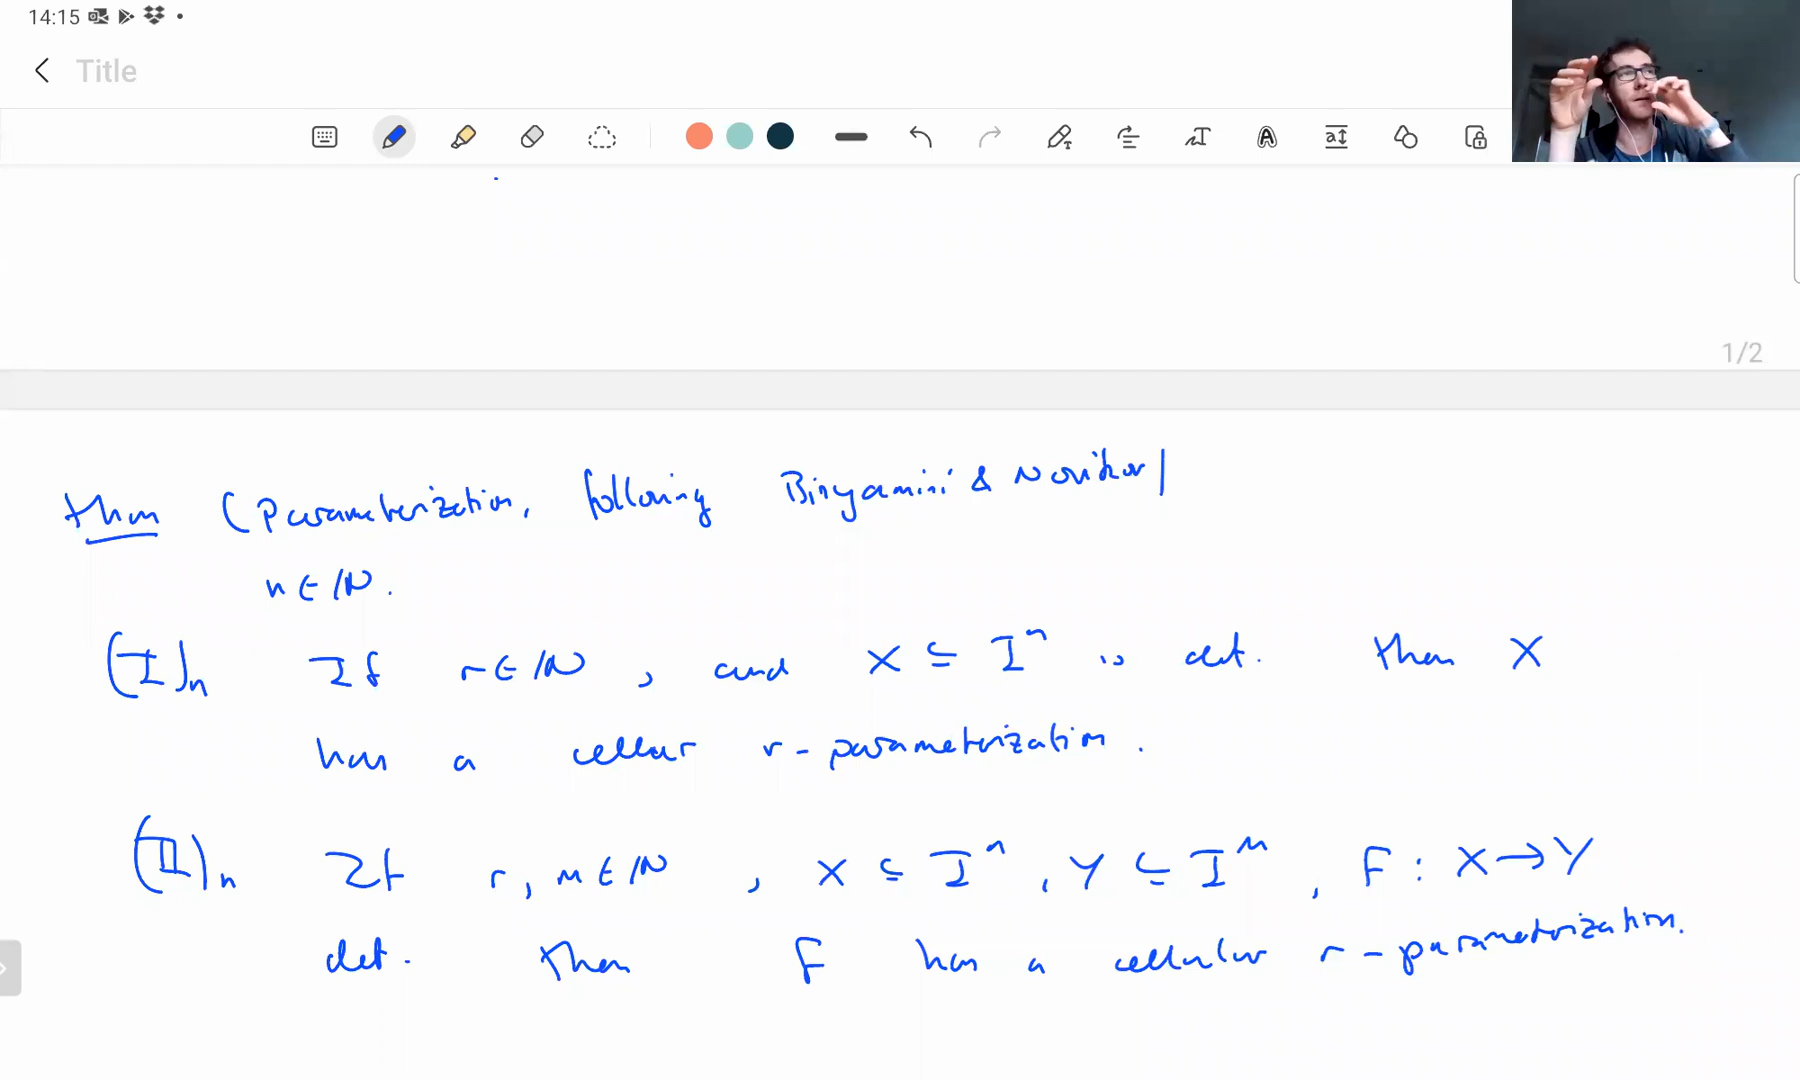 14:15
Title
1/2
Thm (Parameterization, following Binyamini & Novikov)
n ∈ ℕ.
(I)n If r ∈ ℕ, and X ⊆ Iⁿ is def. then X
has a cellular r-parameterization.
(II)n If r, m ∈ ℕ, X ⊆ Iⁿ, Y ⊆ Iᵐ, F : X → Y
def. then F has a cellular r-parameterization.